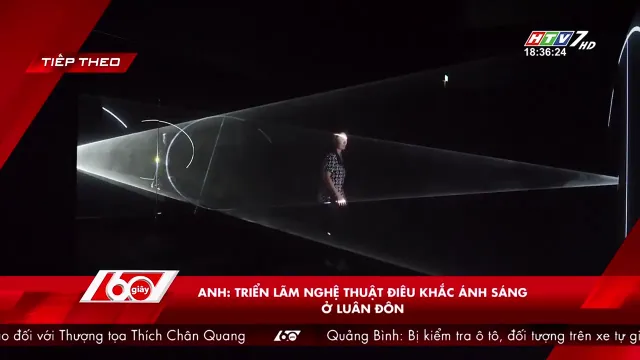 TIẾP THEO
HTV7 HD
18:36:24
60 giây
ANH: TRIỂN LÃM NGHỆ THUẬT ĐIÊU KHẮC ÁNH SÁNG
Ở LUÂN ĐÔN
đối với Thượng tọa Thích Chân Quang 60 Quảng Bình: Bị kiểm tra ô tô, đối tượng trên xe tự